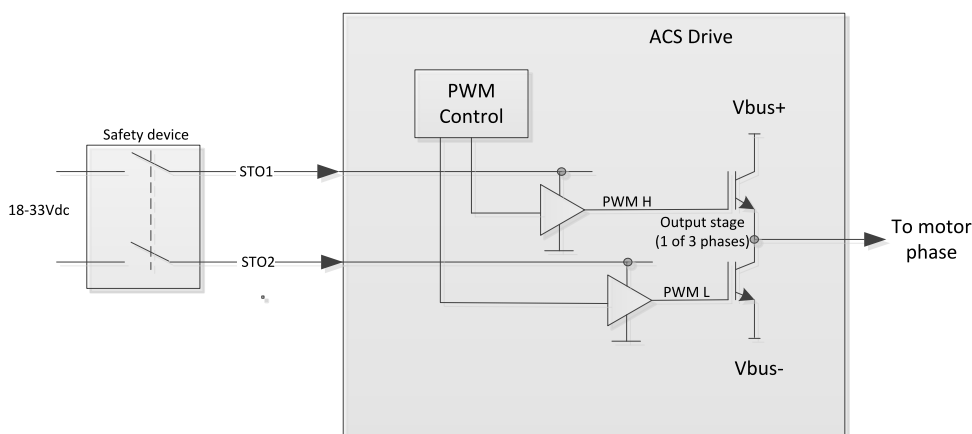 ACS Drive
PWM
Control
Vbus+
Safety device
STO1
18-33Vdc
PWM H
Output stage
(1 of 3 phases)
To motor
phase
STO2
PWM L
Vbus-